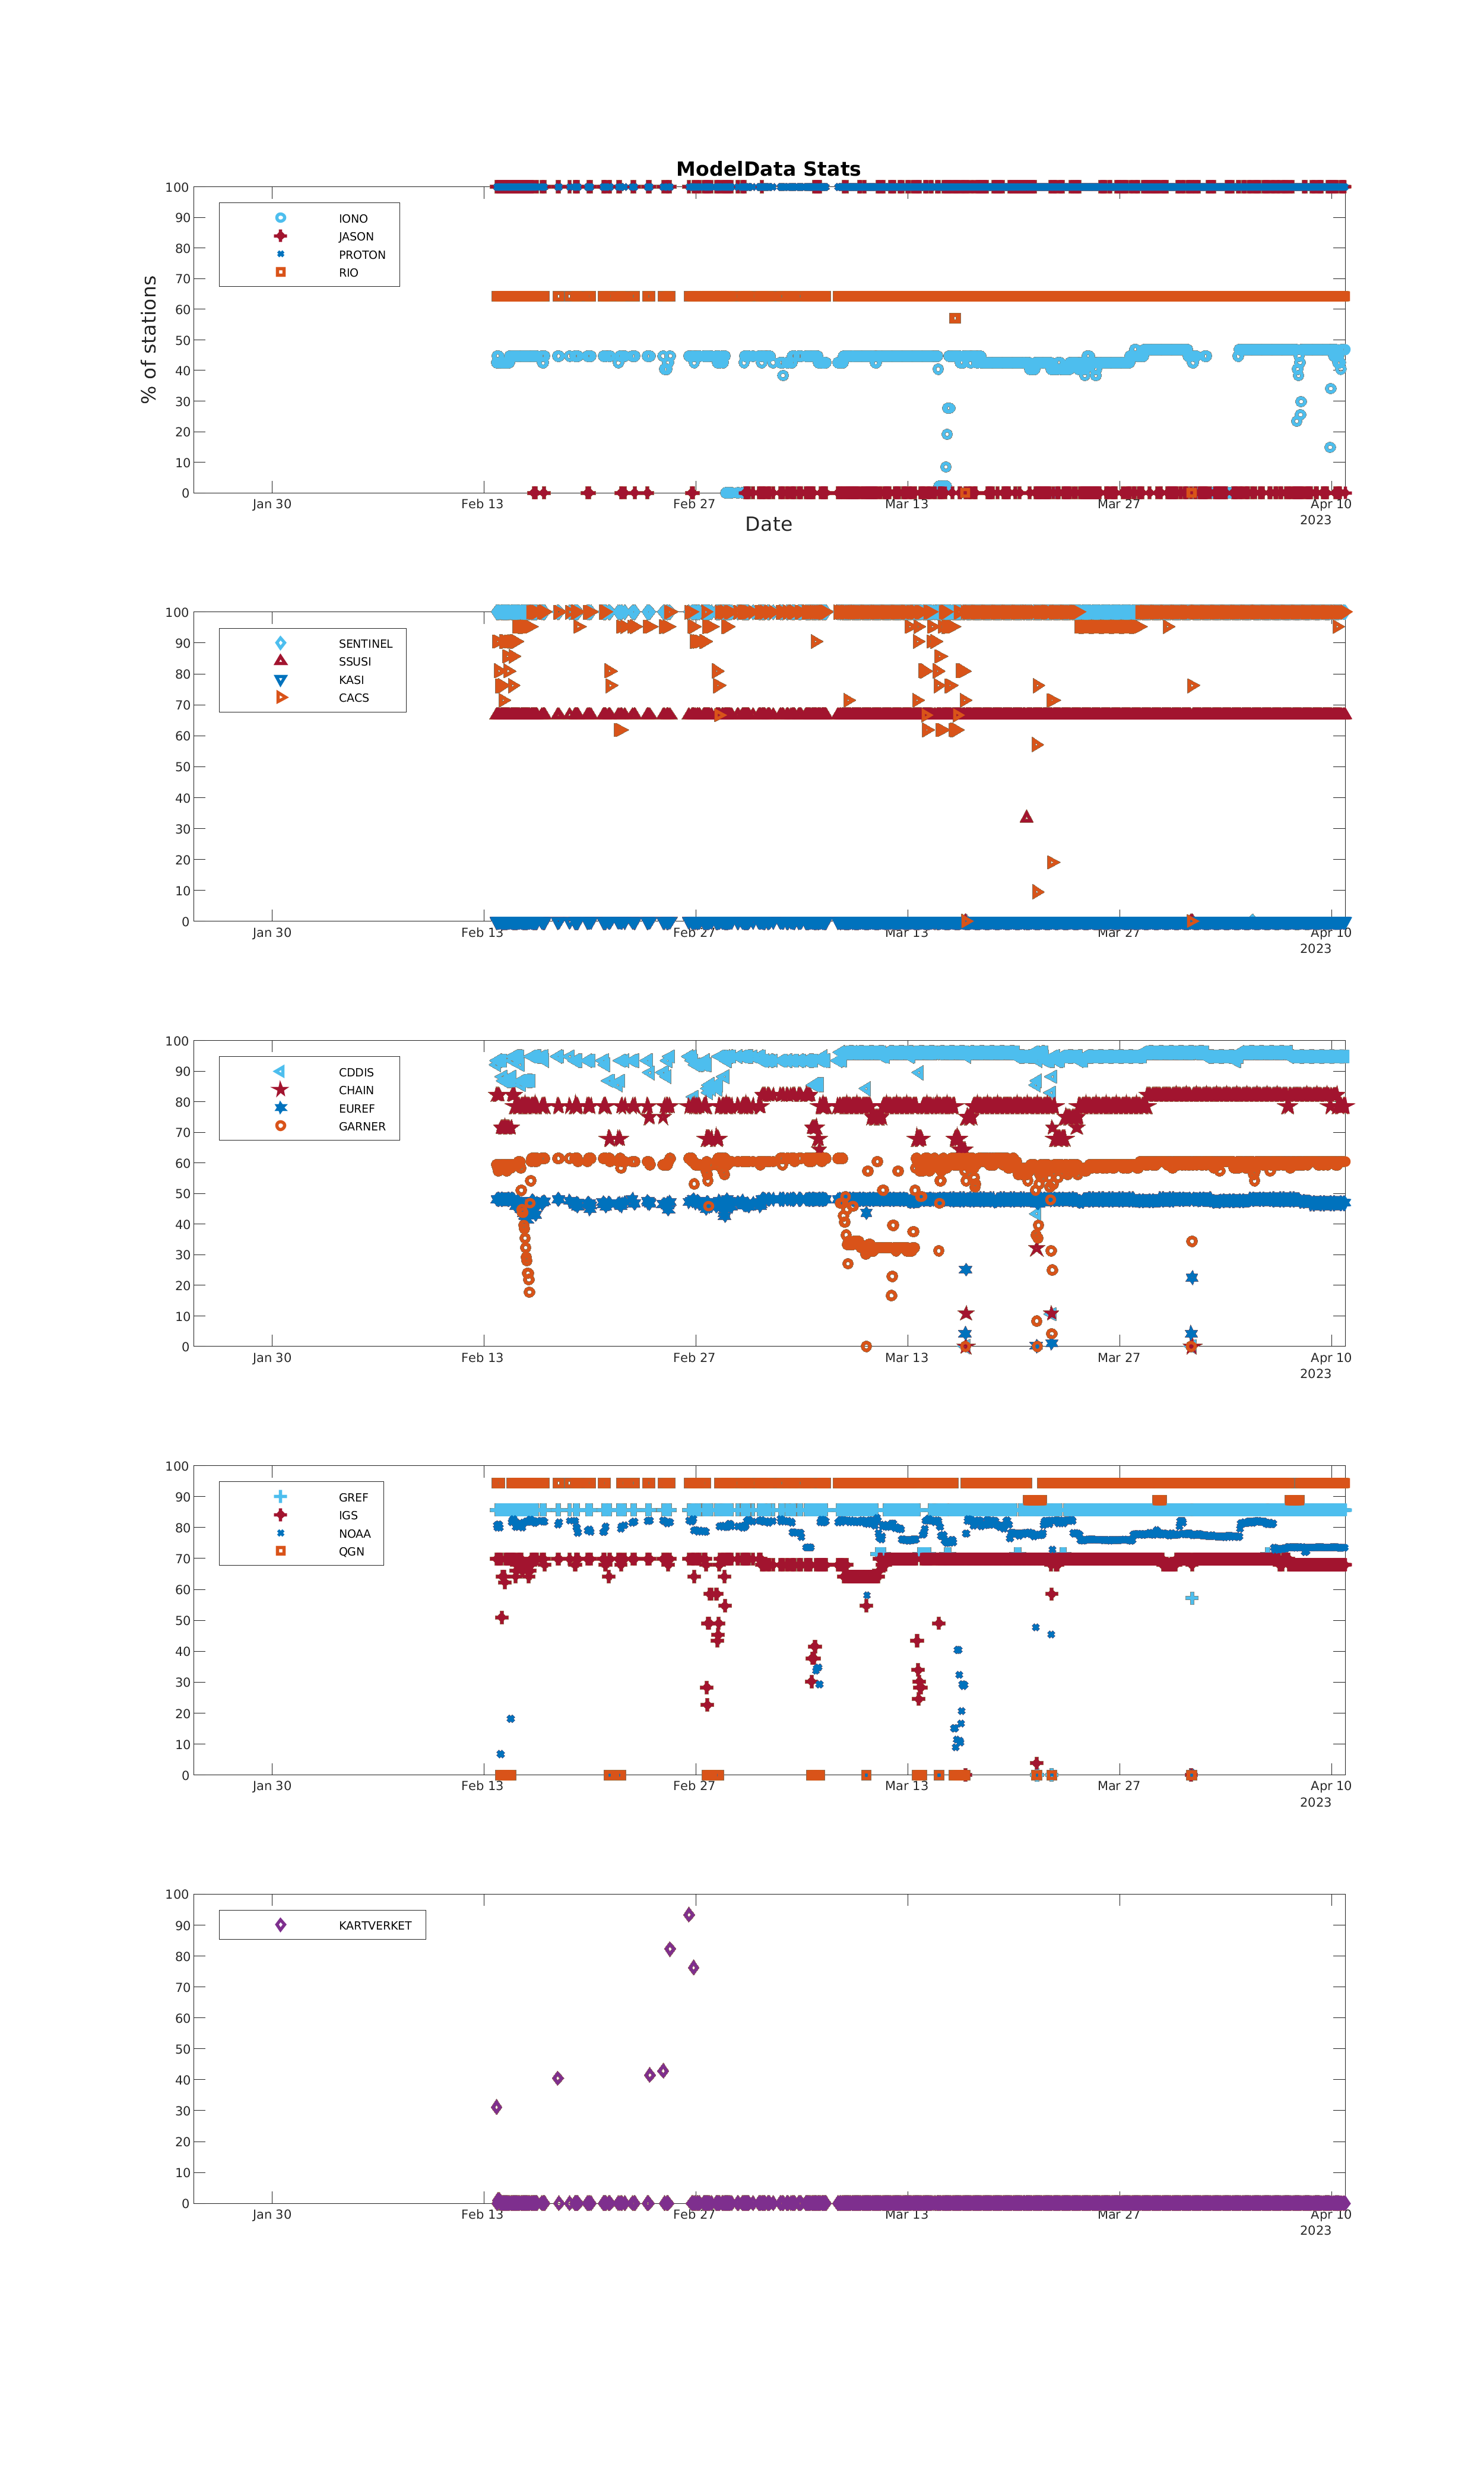 ModelData Stats
100
90
80
70
60
50
40
30
20
10
0
% of stations
IONO
JASON
PROTON
RIO
Jan 30
Feb 13
Feb 27
Mar 13
Mar 27
Apr 10
2023
Date
100
90
80
70
60
50
40
30
20
10
0
SENTINEL
SSUSI
KASI
CACS
Jan 30
Feb 13
Feb 27
Mar 13
Mar 27
Apr 10
2023
100
90
80
70
60
50
40
30
20
10
0
CDDIS
CHAIN
EUREF
GARNER
Jan 30
Feb 13
Feb 27
Mar 13
Mar 27
Apr 10
2023
100
90
80
70
60
50
40
30
20
10
0
GREF
IGS
NOAA
QGN
Jan 30
Feb 13
Feb 27
Mar 13
Mar 27
Apr 10
2023
100
90
80
70
60
50
40
30
20
10
0
KARTVERKET
Jan 30
Feb 13
Feb 27
Mar 13
Mar 27
Apr 10
2023